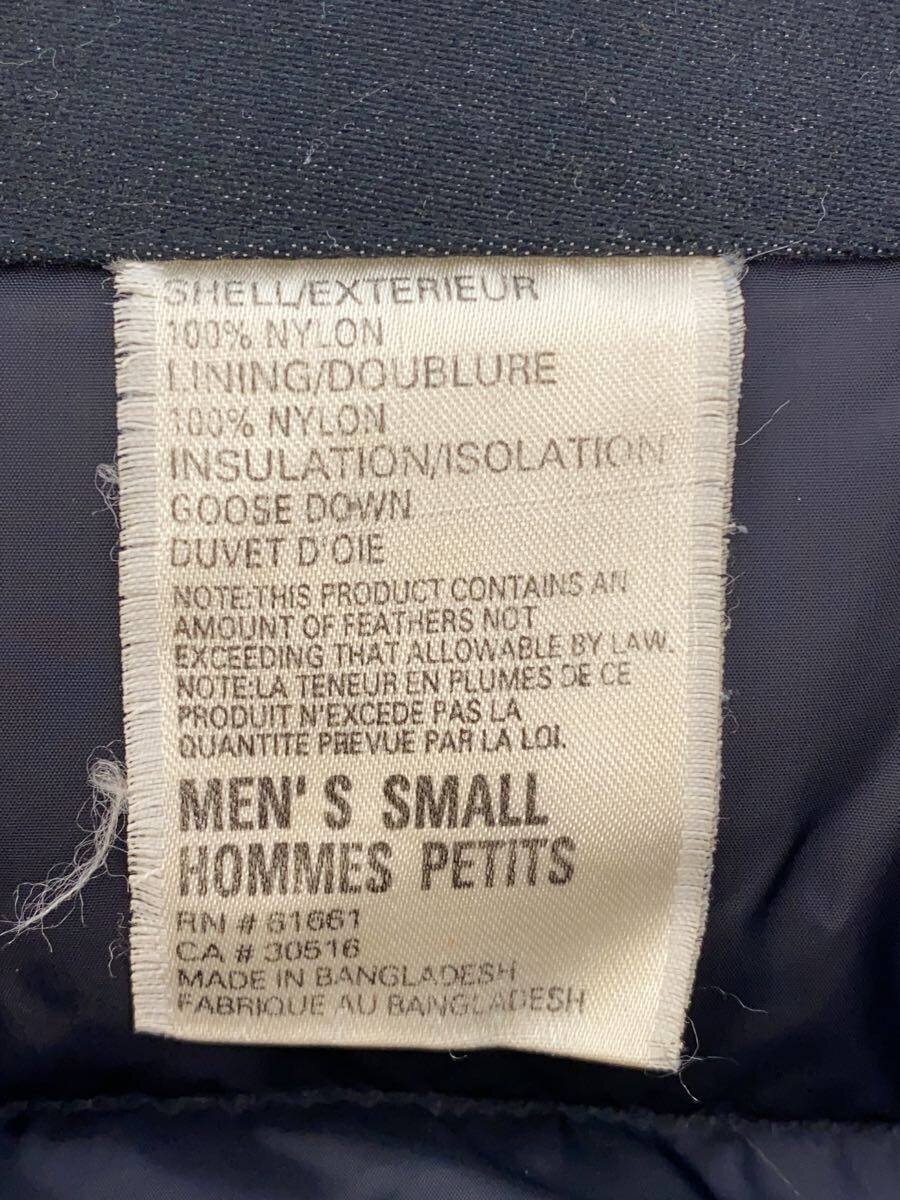 SHELL/EXTERIEUR
100% NYLON
LINING/DOUBLURE
100% NYLON
INSULATION/ISOLATION
GOOSE DOWN
DUVET D'OIE
NOTE:THIS PRODUCT CONTAINS AN
AMOUNT OF FEATHERS NOT
EXCEEDING THAT ALLOWABLE BY LAW.
NOTE:LA TENEUR EN PLUMES DE CE
PRODUIT N'EXCEDE PAS LA
QUANTITE PREVUE PAR LA LOI.
MEN'S SMALL
HOMMES PETITS
RN # 61661
CA # 30516
MADE IN BANGLADESH
FABRIQUE AU BANGLADESH